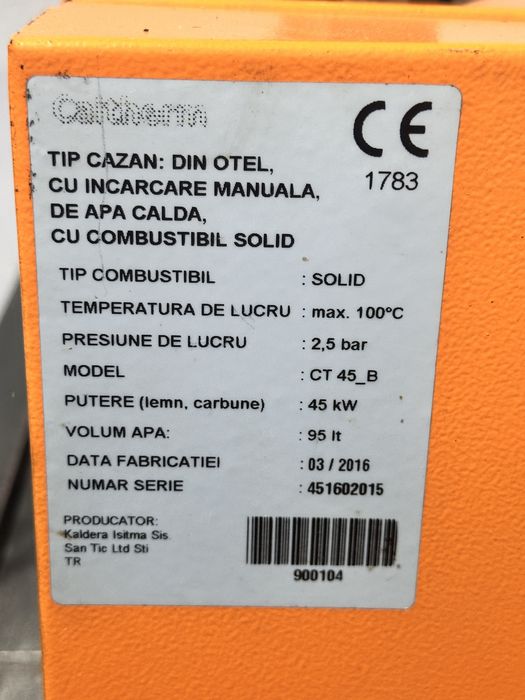 Caltherm
CE
1783
TIP CAZAN: DIN OTEL,
CU INCARCARE MANUALA,
DE APA CALDA,
CU COMBUSTIBIL SOLID
TIP COMBUSTIBIL : SOLID
TEMPERATURA DE LUCRU : max. 100ºC
PRESIUNE DE LUCRU : 2,5 bar
MODEL : CT 45_B
PUTERE (lemn, carbune) : 45 kW
VOLUM APA: : 95 lt
DATA FABRICATIEI : 03 / 2016
NUMAR SERIE : 451602015
PRODUCATOR:
Kaldera Isitma Sis.
San Tic Ltd Sti
TR
900104